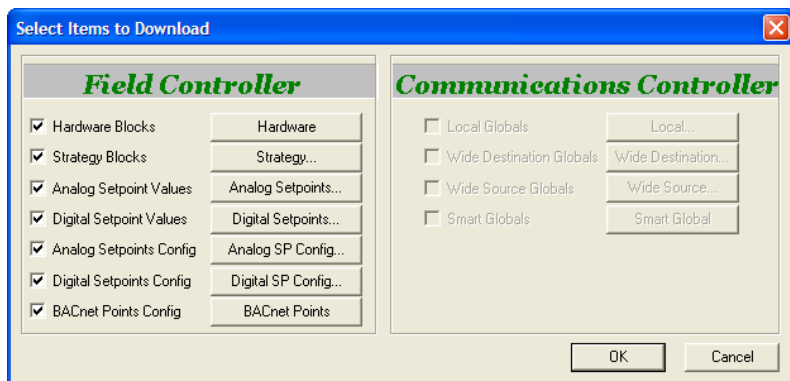 Select Items to Download
Field Controller
Hardware Blocks Hardware
Strategy Blocks Strategy...
Analog Setpoint Values Analog Setpoints...
Digital Setpoint Values Digital Setpoints...
Analog Setpoints Config Analog SP Config...
Digital Setpoints Config Digital SP Config...
BACnet Points Config BACnet Points
Communications Controller
Local Globals Local...
Wide Destination Globals Wide Destination...
Wide Source Globals Wide Source...
Smart Globals Smart Global
OK Cancel